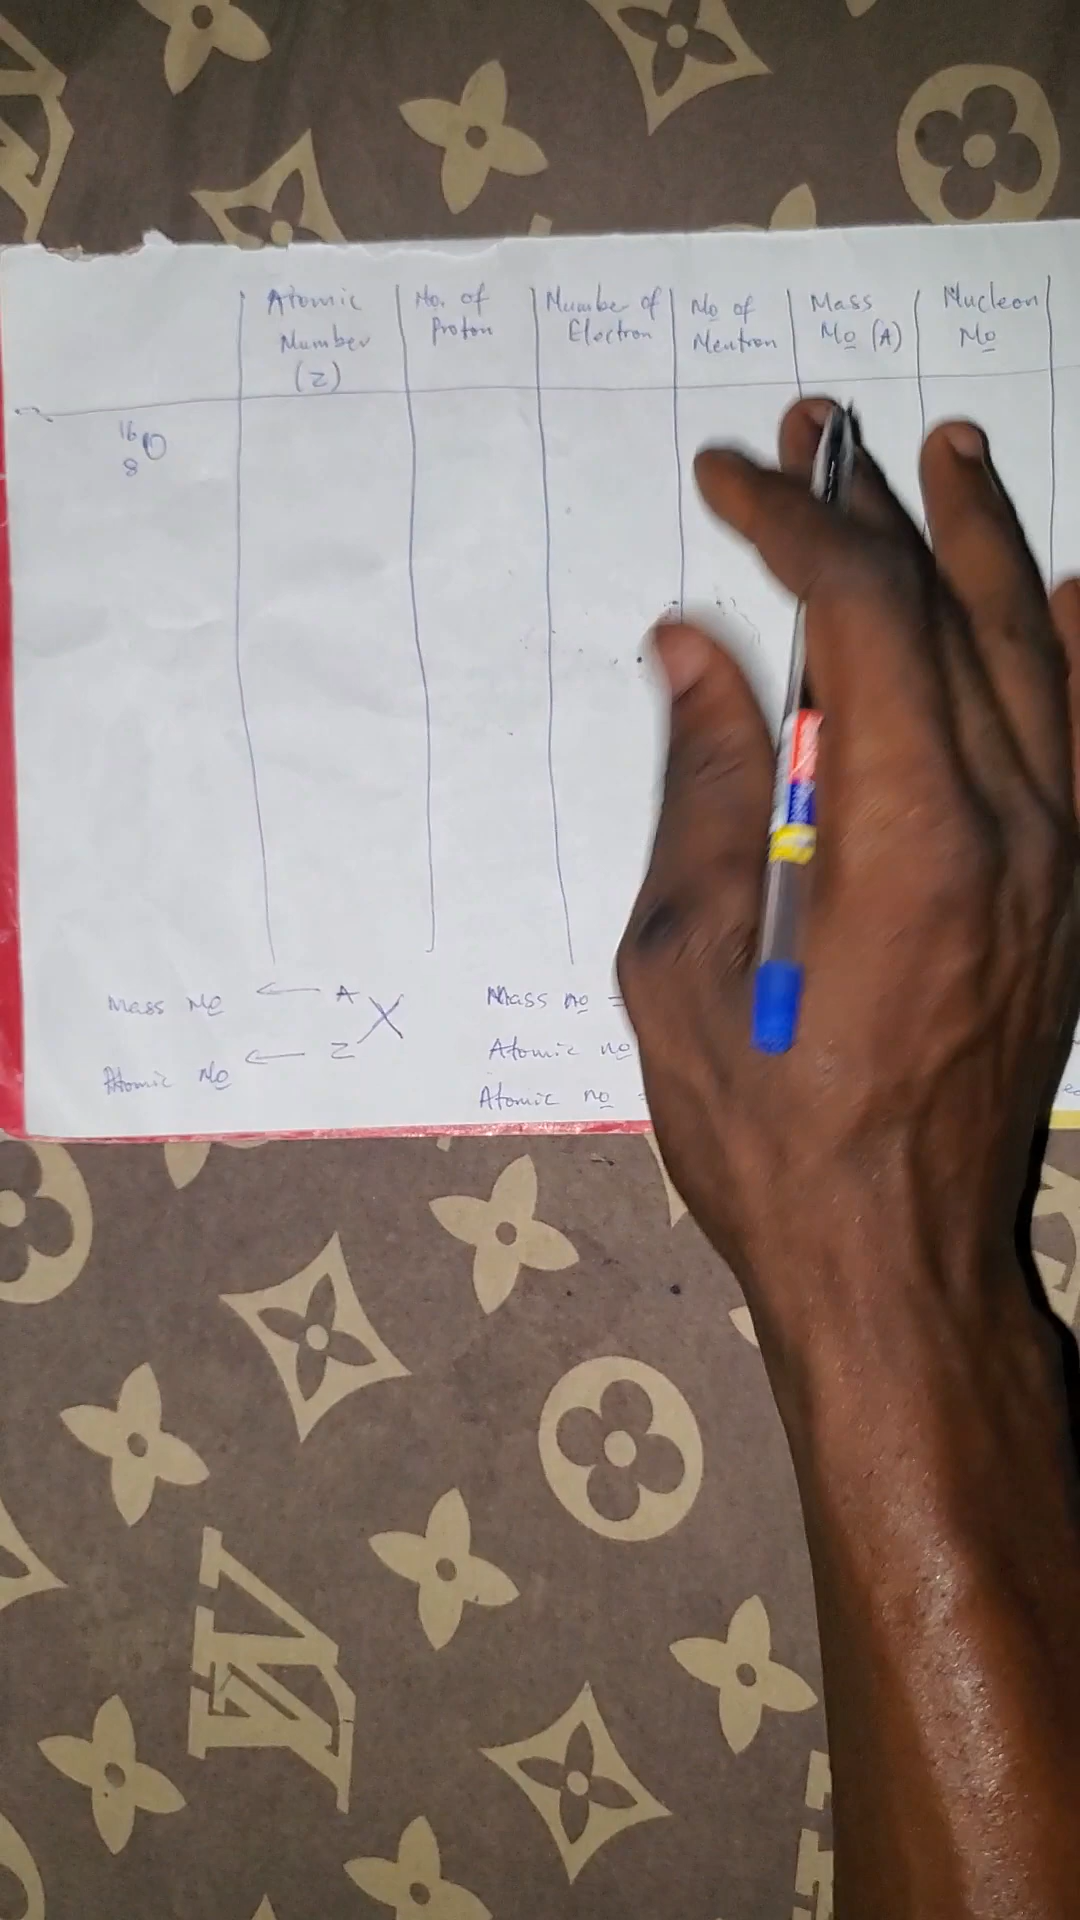 Atomic
Number
(Z)
No. of
Proton
Number of
Electron
No of
Neutron
Mass
No (A)
Nucleon
No
16
8 O
Mass No ← A
X
Atomic No ← Z
Mass no =
Atomic no
Atomic no =